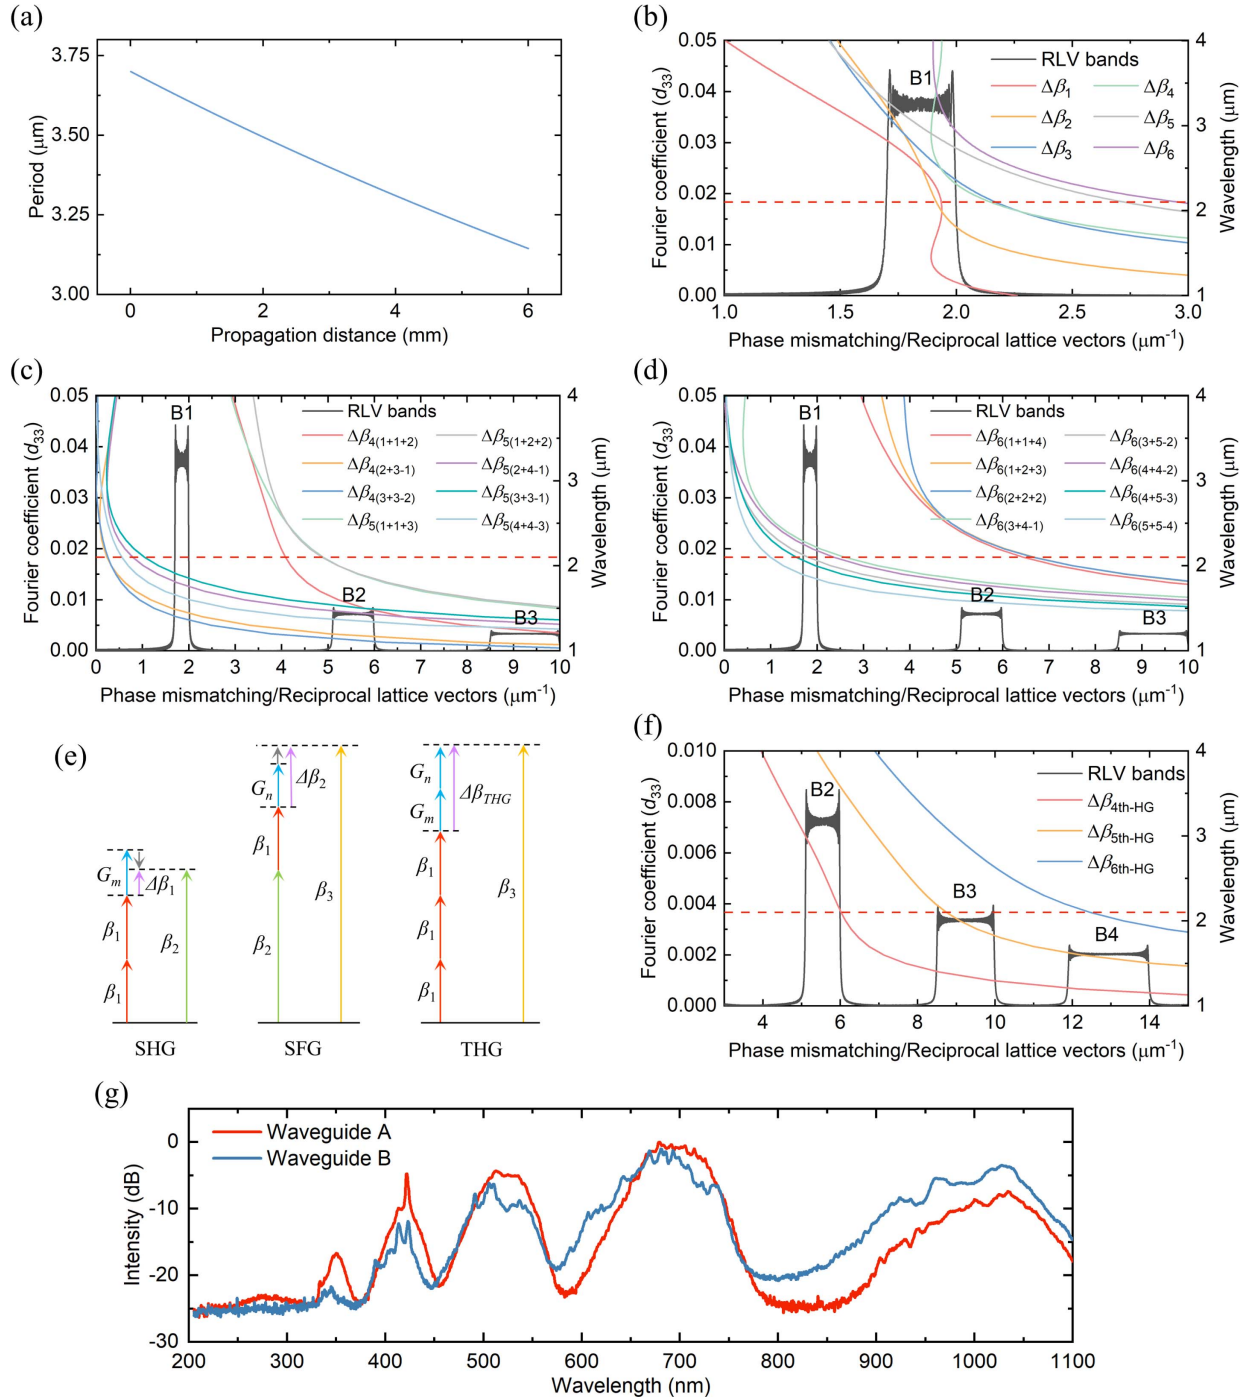 (a)
3.75
3.50
3.25
3.00
Period (μm)
0 2 4 6
Propagation distance (mm)
(b)
0.05
0.04
0.03
0.02
0.01
0.00
Fourier coefficient (d33)
B1
RLV bands
Δβ1 Δβ4
Δβ2 Δβ5
Δβ3 Δβ6
4
3
2
1
Wavelength (μm)
1.0 1.5 2.0 2.5 3.0
Phase mismatching/Reciprocal lattice vectors (μm-1)
(c)
0.05
0.04
0.03
0.02
0.01
0.00
Fourier coefficient (d33)
B1
RLV bands
Δβ4(1+1+2) Δβ5(1+2+2)
Δβ4(2+3-1) Δβ5(2+4-1)
Δβ4(3+3-2) Δβ5(3+3-1)
Δβ5(1+1+3) Δβ5(4+4-3)
B2
B3
4
3
2
1
Wavelength (μm)
0 1 2 3 4 5 6 7 8 9 10
Phase mismatching/Reciprocal lattice vectors (μm-1)
(d)
0.05
0.04
0.03
0.02
0.01
0.00
Fourier coefficient (d33)
B1
RLV bands
Δβ6(1+1+4) Δβ6(3+5-2)
Δβ6(1+2+3) Δβ6(4+4-2)
Δβ6(2+2+2) Δβ6(4+5-3)
Δβ6(3+4-1) Δβ6(5+5-4)
B2
B3
4
3
2
1
Wavelength (μm)
0 1 2 3 4 5 6 7 8 9 10
Phase mismatching/Reciprocal lattice vectors (μm-1)
(e)
Gm
Δβ1
β1
β1
β2
SHG
Gn
Δβ2
β1
β2
β3
SFG
Gn
Gm
ΔβTHG
β1
β1
β1
β3
THG
(f)
0.010
0.008
0.006
0.004
0.002
0.000
Fourier coefficient (d33)
B2
RLV bands
Δβ4th-HG
Δβ5th-HG
Δβ6th-HG
B3
B4
4
3
2
1
Wavelength (μm)
4 6 8 10 12 14
Phase mismatching/Reciprocal lattice vectors (μm-1)
(g)
0
-10
-20
-30
Intensity (dB)
Waveguide A
Waveguide B
200 300 400 500 600 700 800 900 1000 1100
Wavelength (nm)